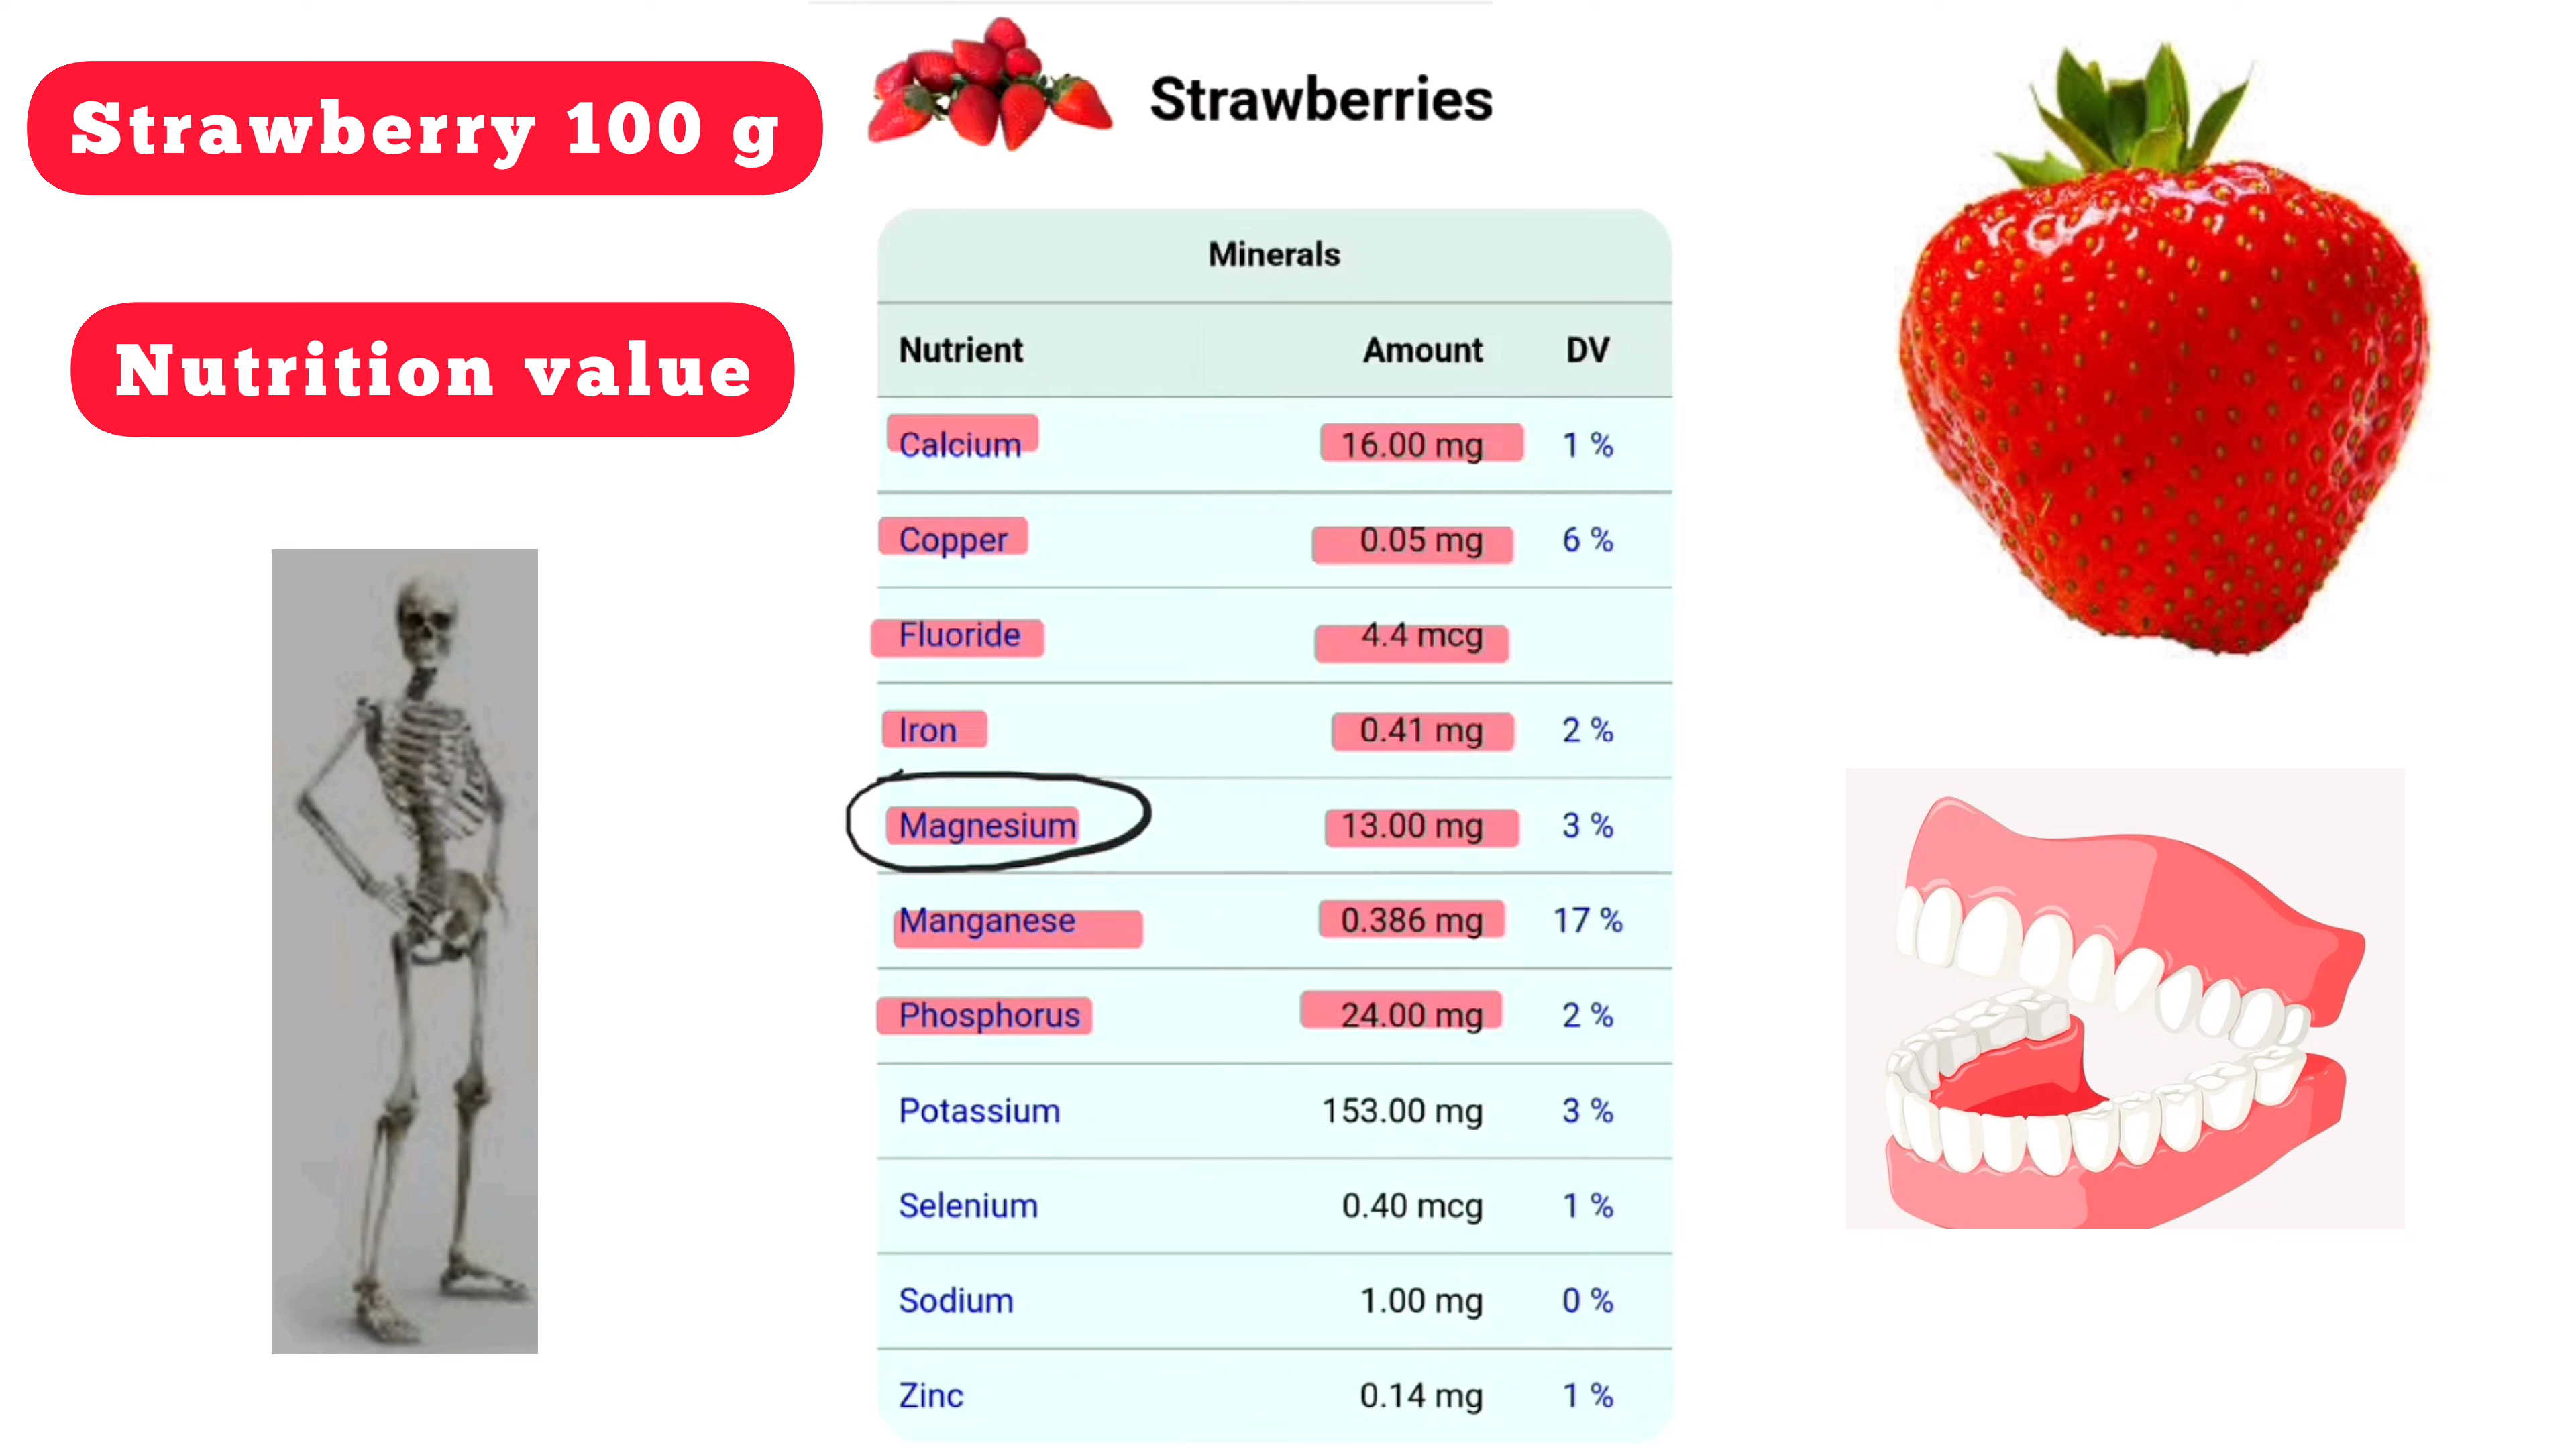 Strawberry 100 g
Nutrition value
Strawberries
Minerals
Nutrient Amount DV
Calcium 16.00 mg 1 %
Copper 0.05 mg 6 %
Fluoride 4.4 mcg
Iron 0.41 mg 2 %
Magnesium 13.00 mg 3 %
Manganese 0.386 mg 17 %
Phosphorus 24.00 mg 2 %
Potassium 153.00 mg 3 %
Selenium 0.40 mcg 1 %
Sodium 1.00 mg 0 %
Zinc 0.14 mg 1 %